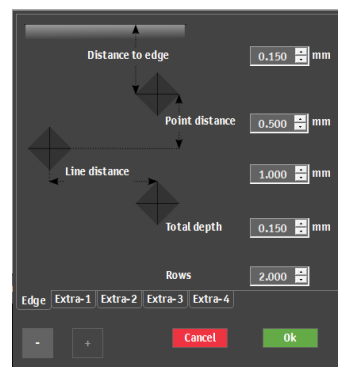 Distance to edge 0.150 mm
Point distance 0.500 mm
Line distance 1.000 mm
Total depth 0.150 mm
Rows 2.000
Edge Extra-1 Extra-2 Extra-3 Extra-4
- + Cancel Ok